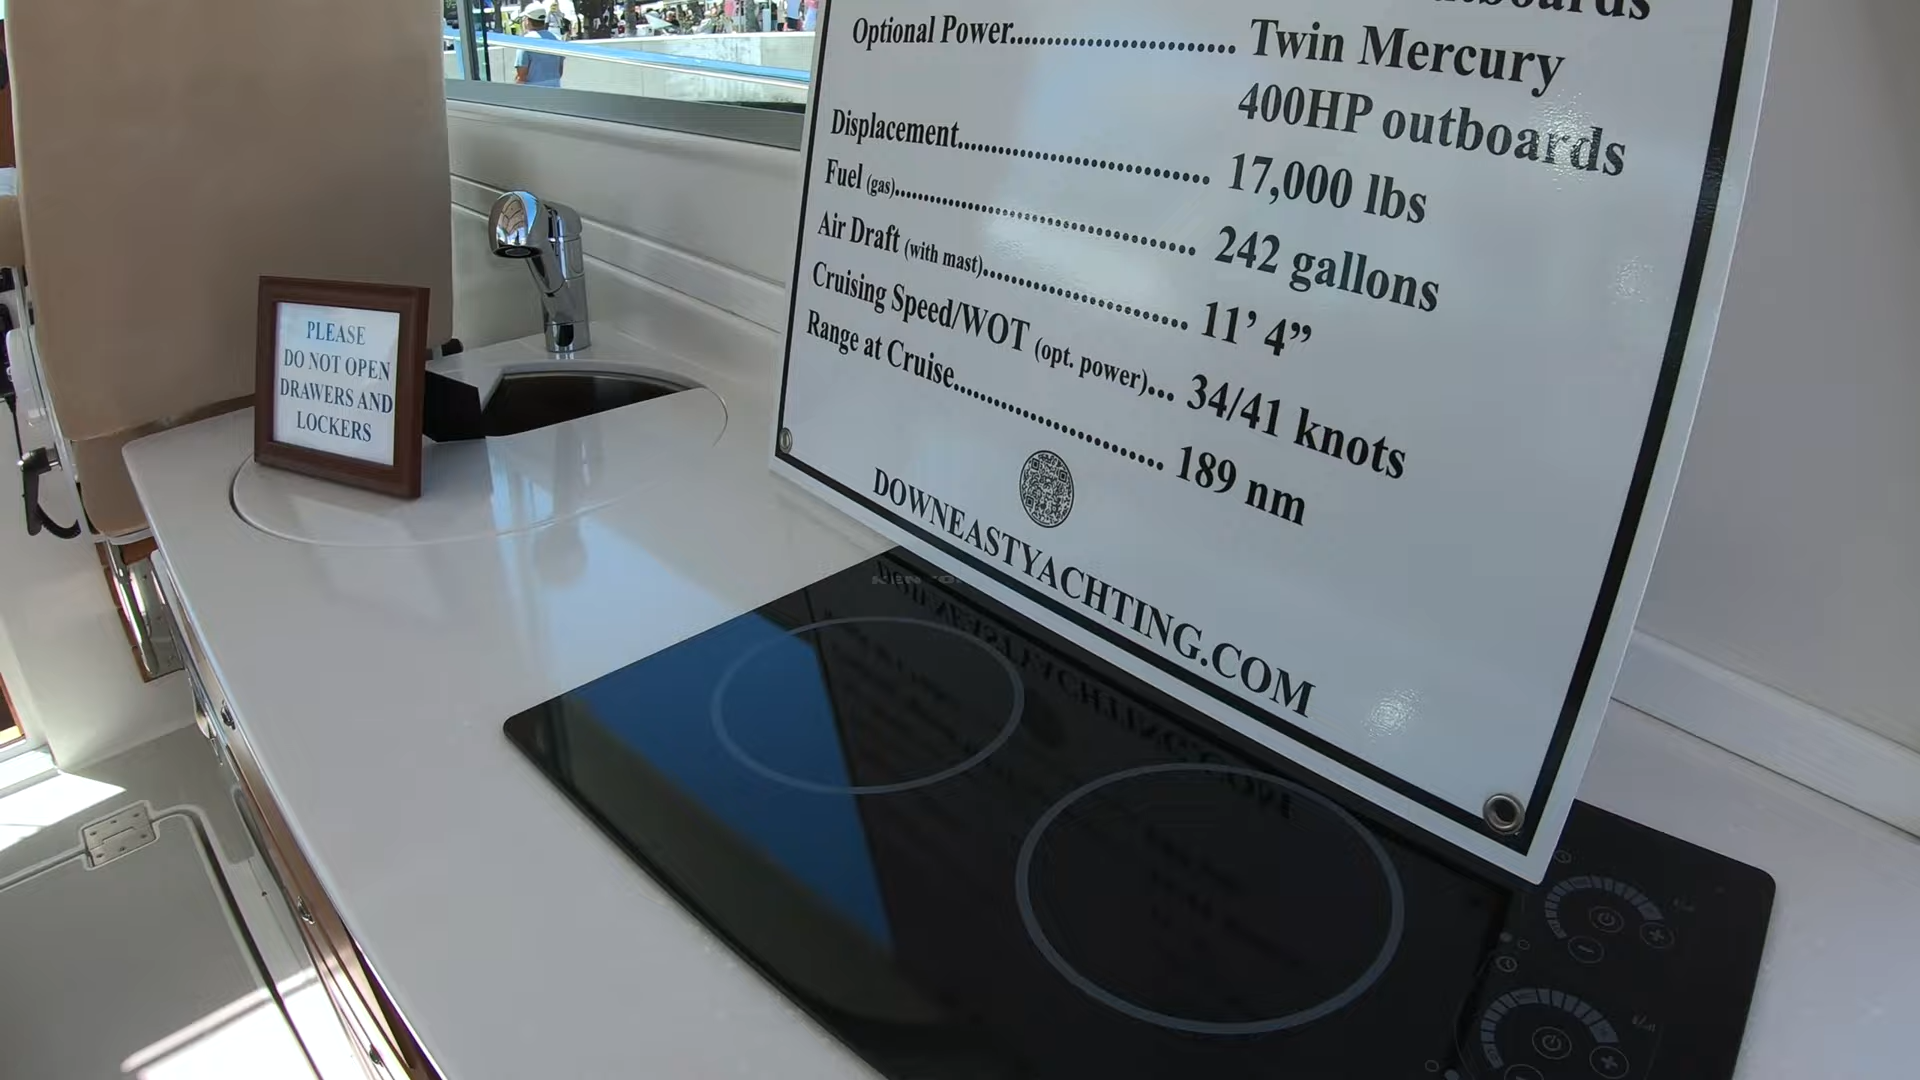 outboards
Optional Power.................................. Twin Mercury
400HP outboards
Displacement....................................... 17,000 lbs
Fuel (gas)............................................... 242 gallons
Air Draft (with mast)............................... 11’ 4”
Cruising Speed/WOT (opt. power)... 34/41 knots
Range at Cruise................................. 189 nm
DOWNEASTYACHTING.COM
PLEASE
DO NOT OPEN
DRAWERS AND
LOCKERS